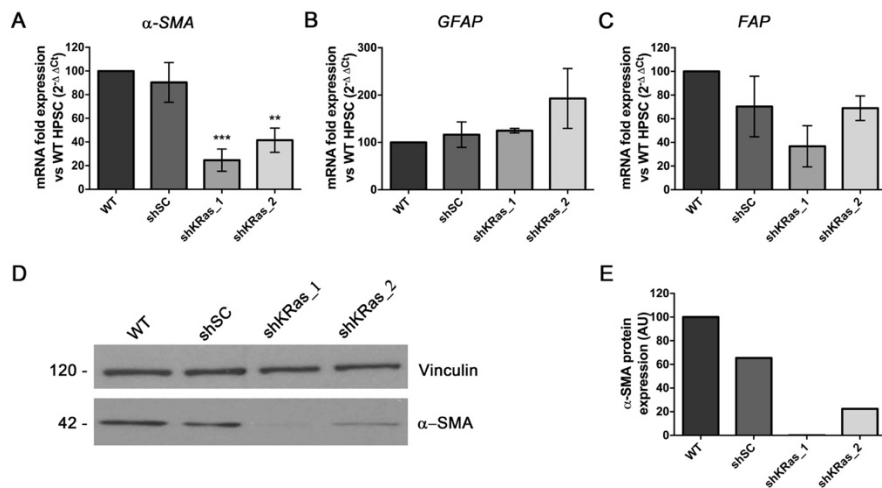 A
α-SMA
mRNA fold expression
vs WT HPSC (2-ΔΔCt)
120
100
80
60
40
20
0
***
**
WT
shSC
shKRas_1
shKRas_2
B
GFAP
mRNA fold expression
vs WT HPSC (2-ΔΔCt)
300
200
100
0
WT
shSC
shKRas_1
shKRas_2
C
FAP
mRNA fold expression
vs WT HPSC (2-ΔΔCt)
120
100
80
60
40
20
0
WT
shSC
shKRas_1
shKRas_2
D
WT
shSC
shKRas_1
shKRas_2
120 -
Vinculin
42 -
α–SMA
E
α-SMA protein
expression (AU)
120
100
80
60
40
20
0
WT
shSC
shKRas_1
shKRas_2